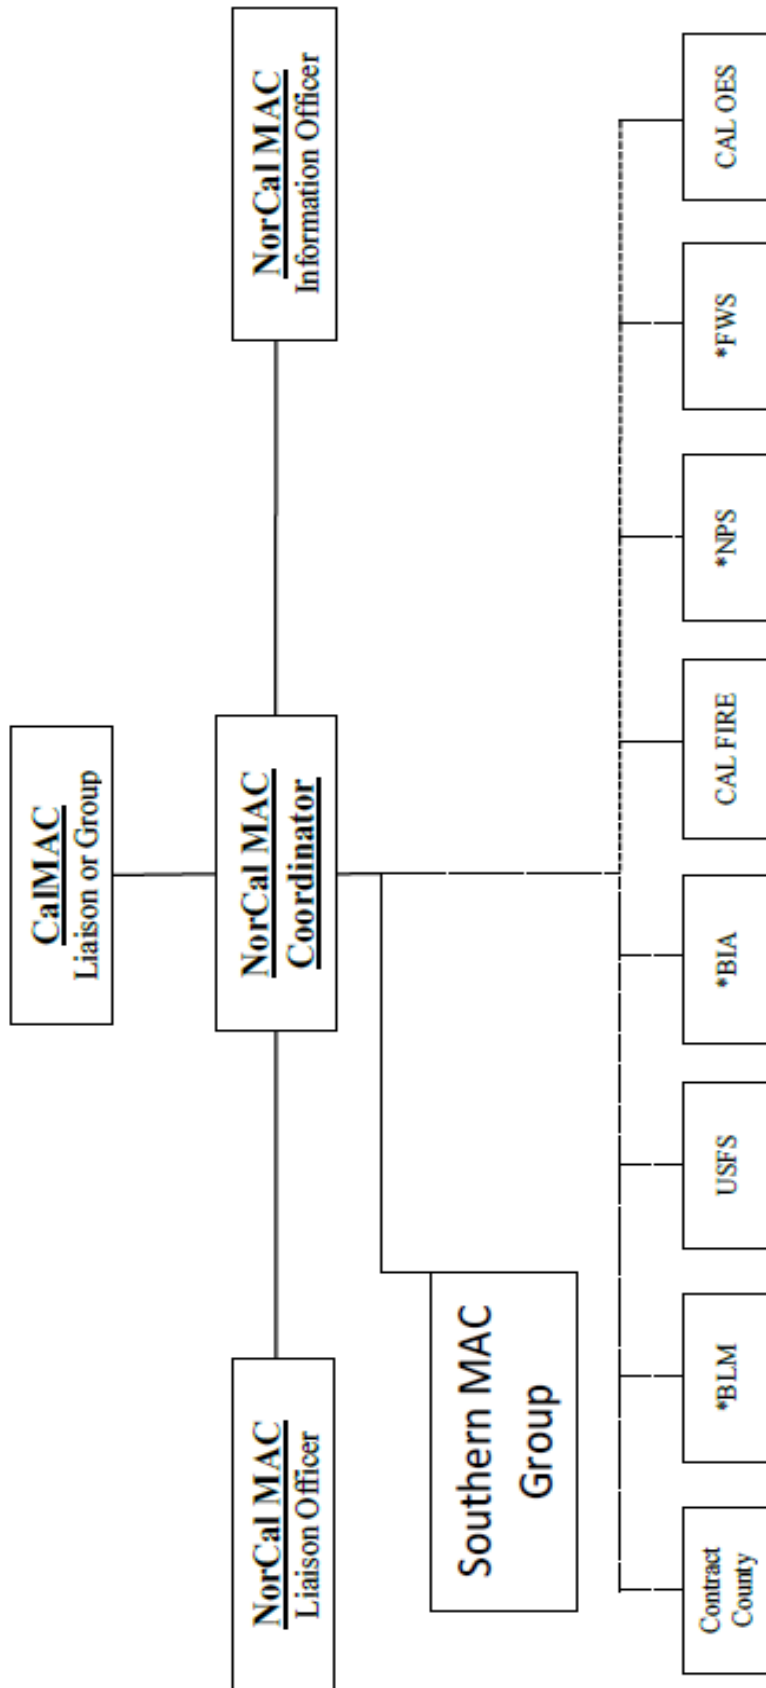 CalMAC
Liaison or Group
NorCal MAC
Liaison Officer
NorCal MAC
Coordinator
NorCal MAC
Information Officer
Southern MAC
Group
Contract
County
*BLM
USFS
*BIA
CAL FIRE
*NPS
*FWS
CAL OES